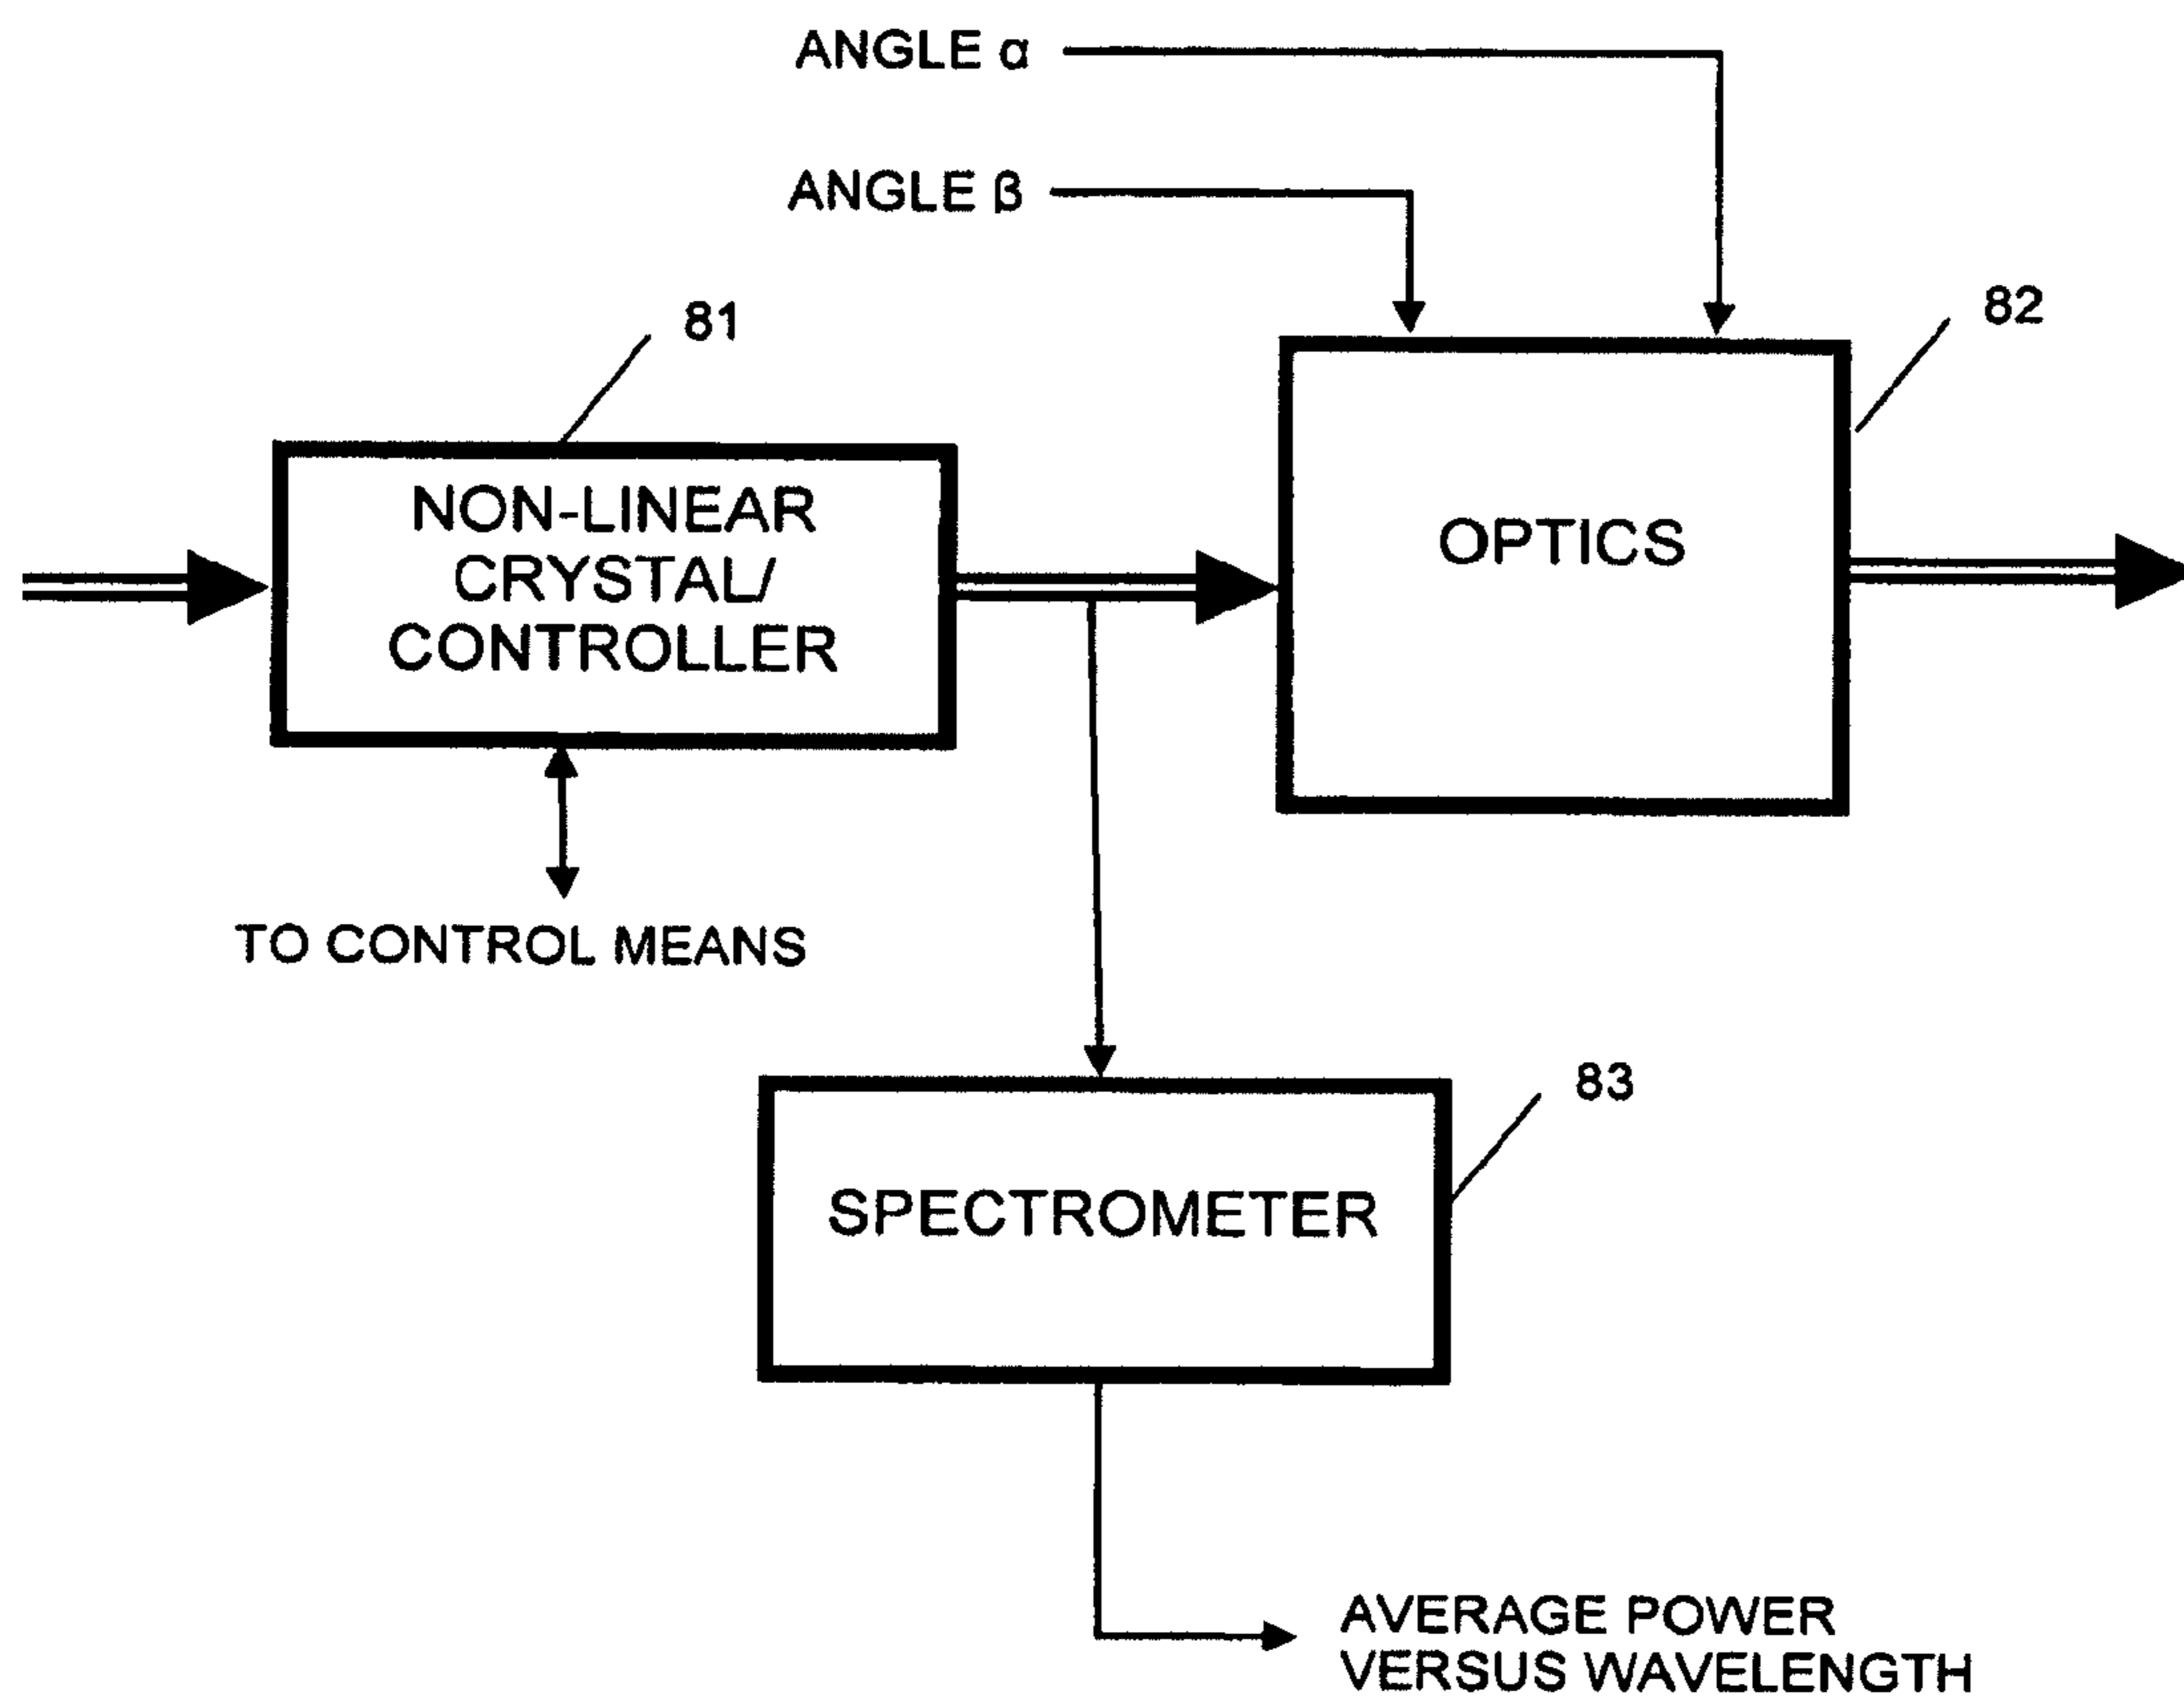 ANGLE α
ANGLE β
81
82
NON-LINEAR
CRYSTAL/
CONTROLLER
OPTICS
TO CONTROL MEANS
83
SPECTROMETER
AVERAGE POWER
VERSUS WAVELENGTH